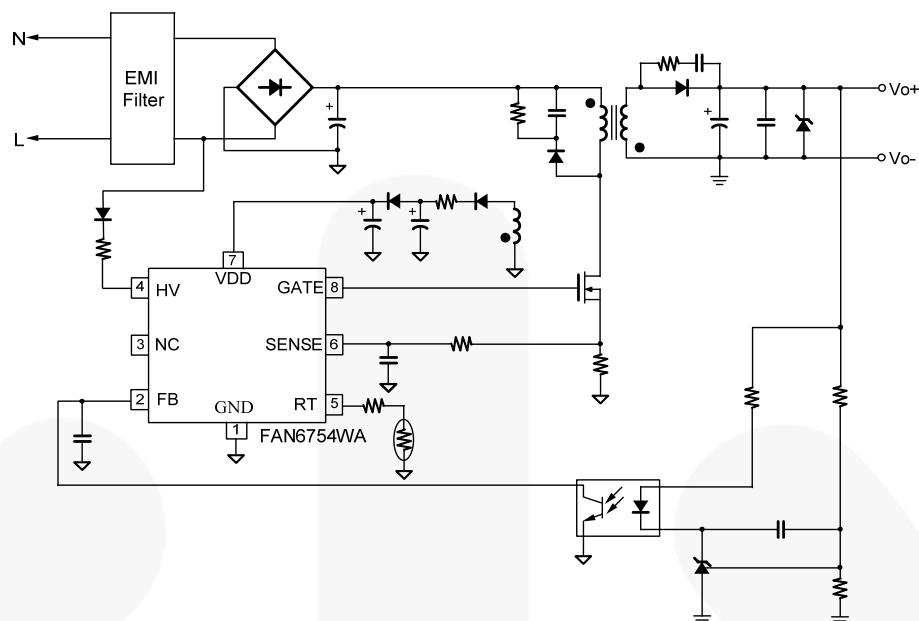 N
EMI
Filter
L
+
+
Vo+
Vo-
+
+
7
VDD
4
HV
GATE
8
3
NC
SENSE
6
2
FB
GND
RT
5
1
FAN6754WA